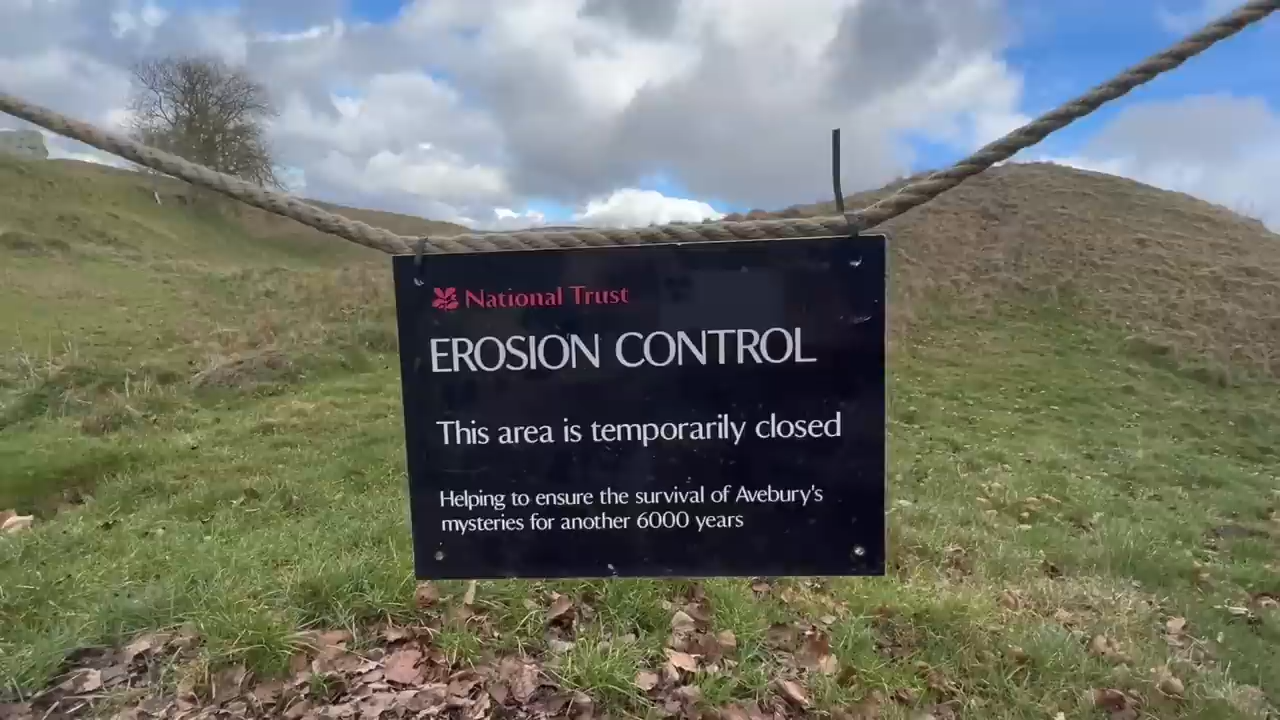 National Trust
EROSION CONTROL
This area is temporarily closed
Helping to ensure the survival of Avebury's
mysteries for another 6000 years